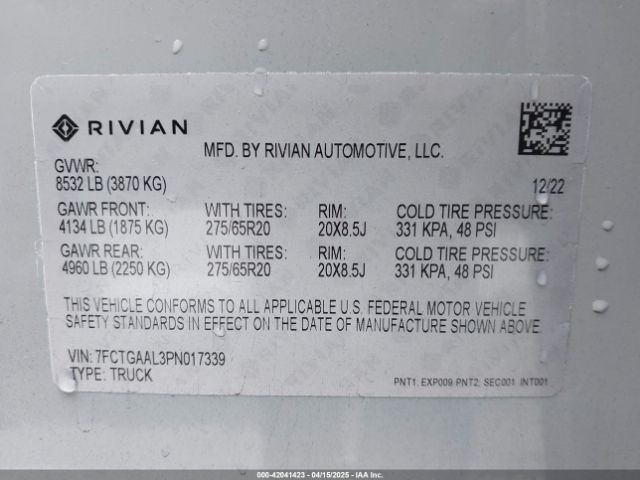 RIVIAN
MFD. BY RIVIAN AUTOMOTIVE, LLC.
GVWR:
8532 LB (3870 KG)
12/22
GAWR FRONT: WITH TIRES: RIM: COLD TIRE PRESSURE:
4134 LB (1875 KG) 275/65R20 20X8.5J 331 KPA, 48 PSI
GAWR REAR: WITH TIRES: RIM: COLD TIRE PRESSURE:
4960 LB (2250 KG) 275/65R20 20X8.5J 331 KPA, 48 PSI
THIS VEHICLE CONFORMS TO ALL APPLICABLE U.S. FEDERAL MOTOR VEHICLE
SAFETY STANDARDS IN EFFECT ON THE DATE OF MANUFACTURE SHOWN ABOVE.
VIN: 7FCTGAAL3PN017339
TYPE: TRUCK
PNT1: EXP009 PNT2: SEC001 INT001
000-42041423 - 04/15/2025 - IAA Inc.